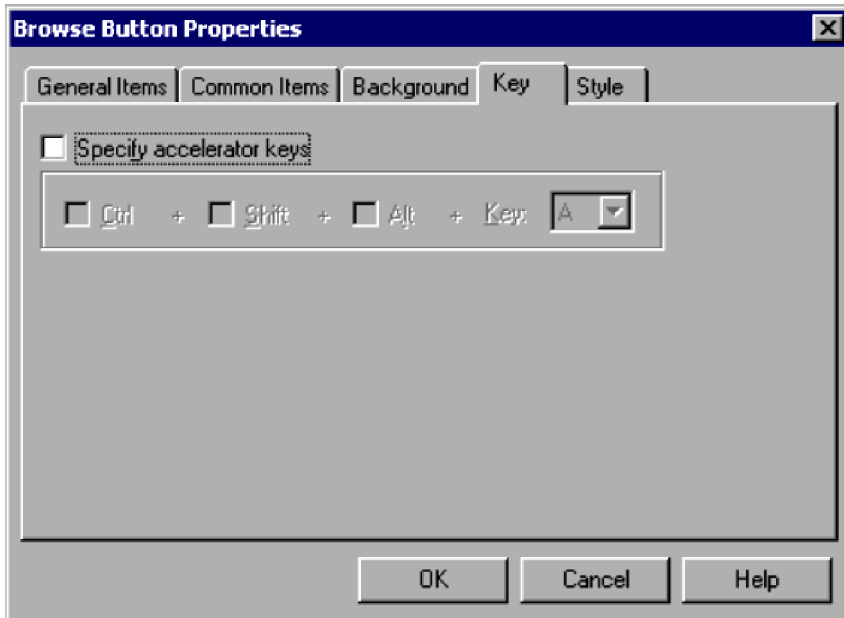 Browse Button Properties
General Items Common Items Background Key Style
Specify accelerator keys
Ctrl + Shift + Alt + Key: A
OK Cancel Help